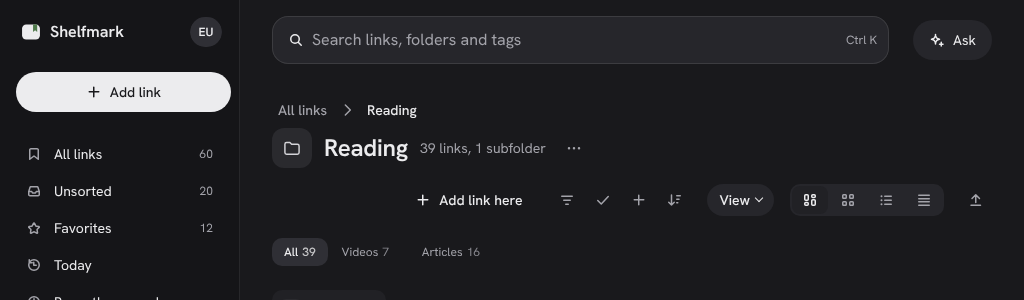 Shelfmark
EU
Add link
All links 60
Unsorted 20
Favorites 12
Today
Search links, folders and tags
Ctrl K
Ask
All links > Reading
Reading 39 links, 1 subfolder ...
Add link here
View
All 39
Videos 7
Articles 16